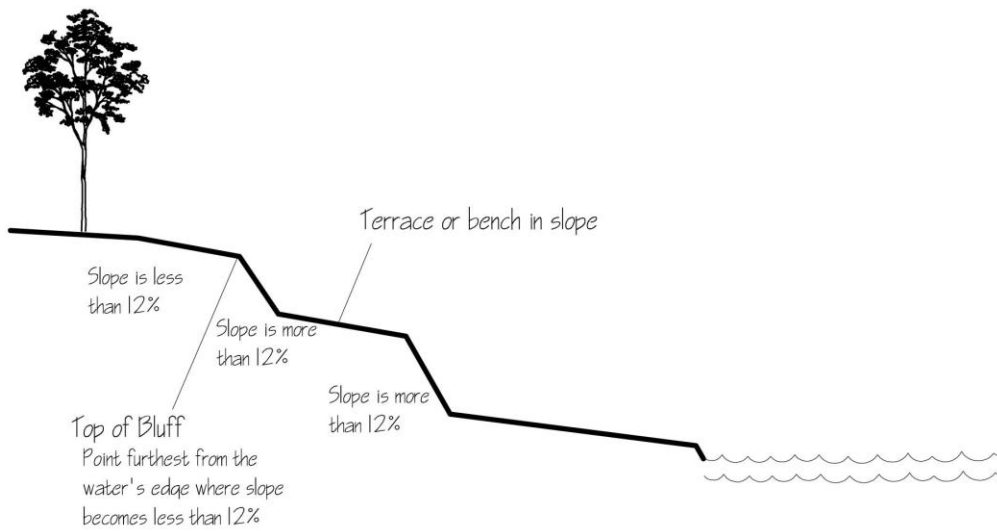 Terrace or bench in slope
Slope is less
than 12%
Slope is more
than 12%
Slope is more
than 12%
Top of Bluff
Point furthest from the
water's edge where slope
becomes less than 12%